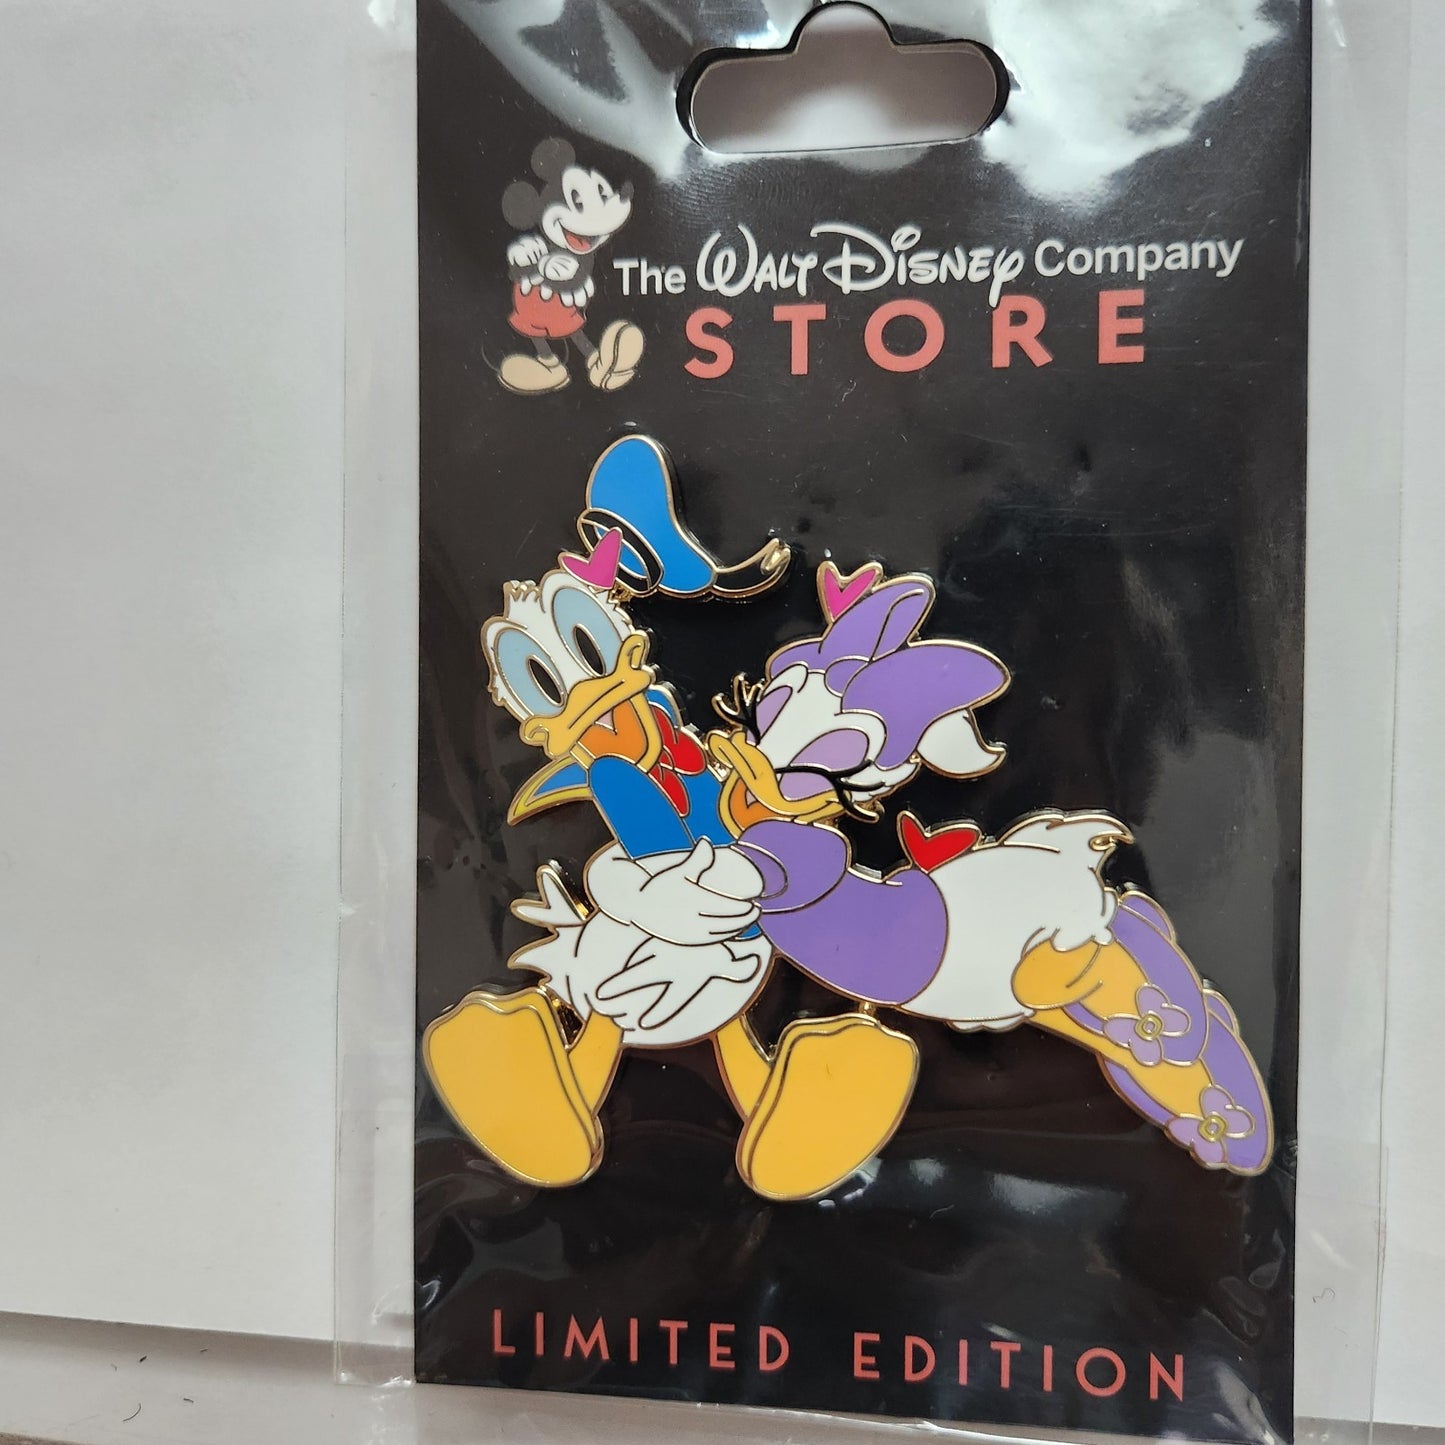 The Walt Disney Company
STORE
LIMITED EDITION